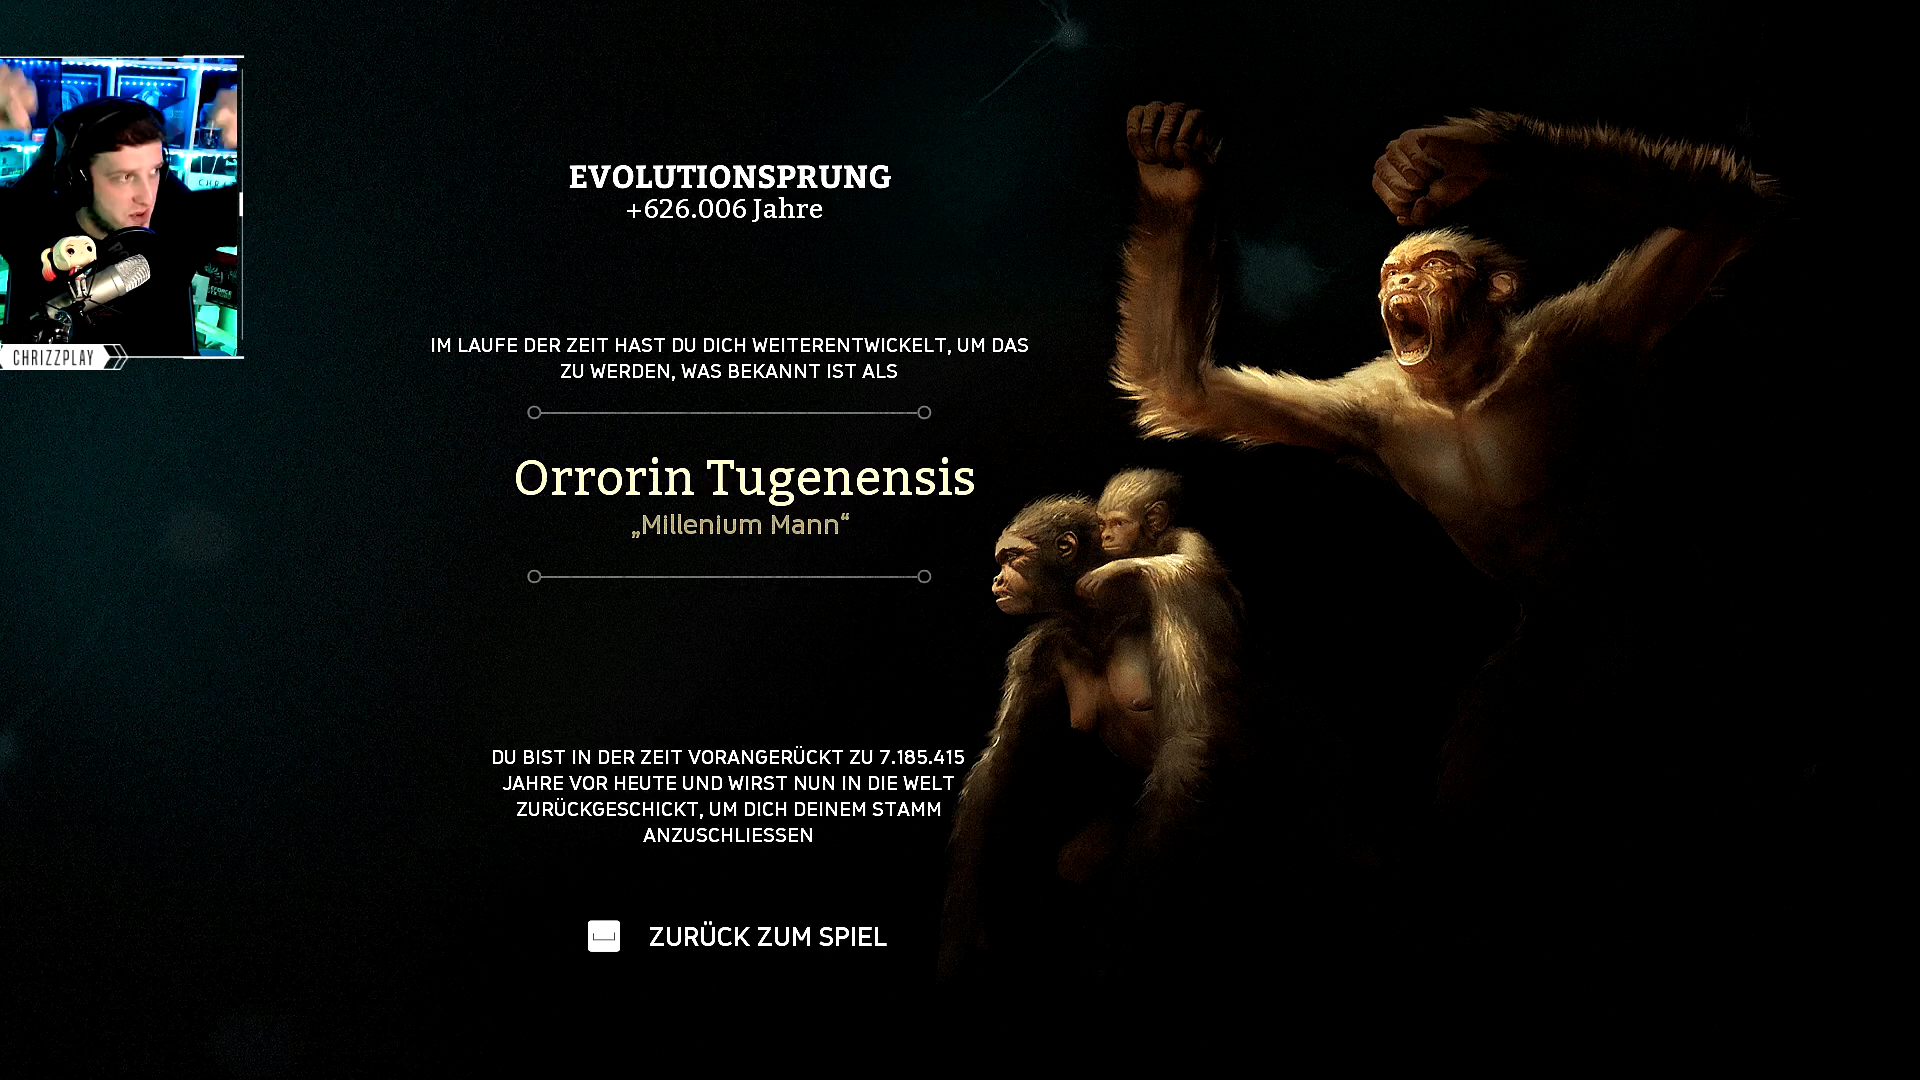 EVOLUTIONSPRUNG
+626.006 Jahre
IM LAUFE DER ZEIT HAST DU DICH WEITERENTWICKELT, UM DAS
ZU WERDEN, WAS BEKANNT IST ALS
Orrorin Tugenensis
„Millenium Mann“
DU BIST IN DER ZEIT VORANGERÜCKT ZU 7.185.415
JAHRE VOR HEUTE UND WIRST NUN IN DIE WELT
ZURÜCKGESCHICKT, UM DICH DEINEM STAMM
ANZUSCHLIESSEN
ZURÜCK ZUM SPIEL
CHRIZZPLAY